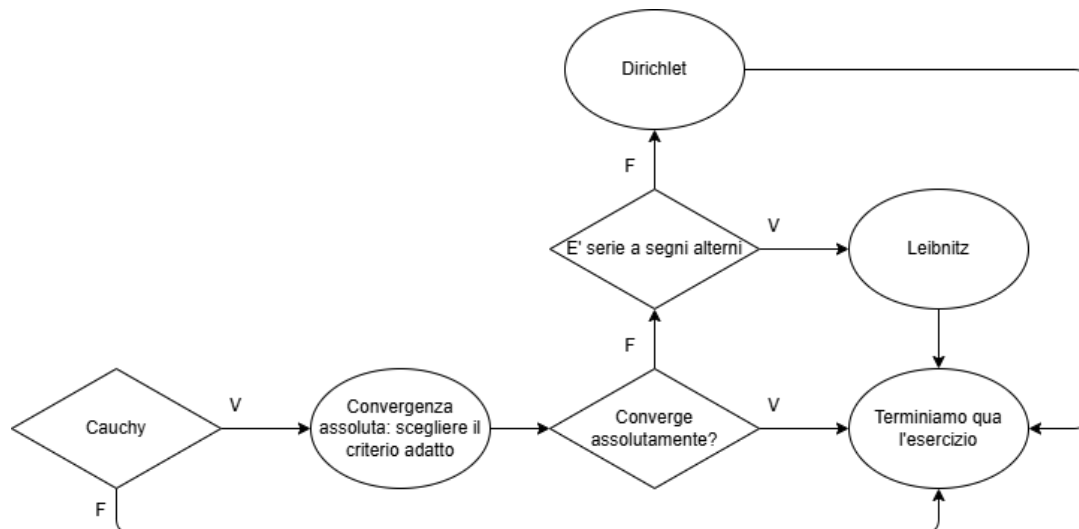 Dirichlet
F
E' serie a segni alterni
V
Leibnitz
F
Cauchy
V
Convergenza
assoluta: scegliere il
criterio adatto
Converge
assolutamente?
V
Terminiamo qua
l'esercizio
F